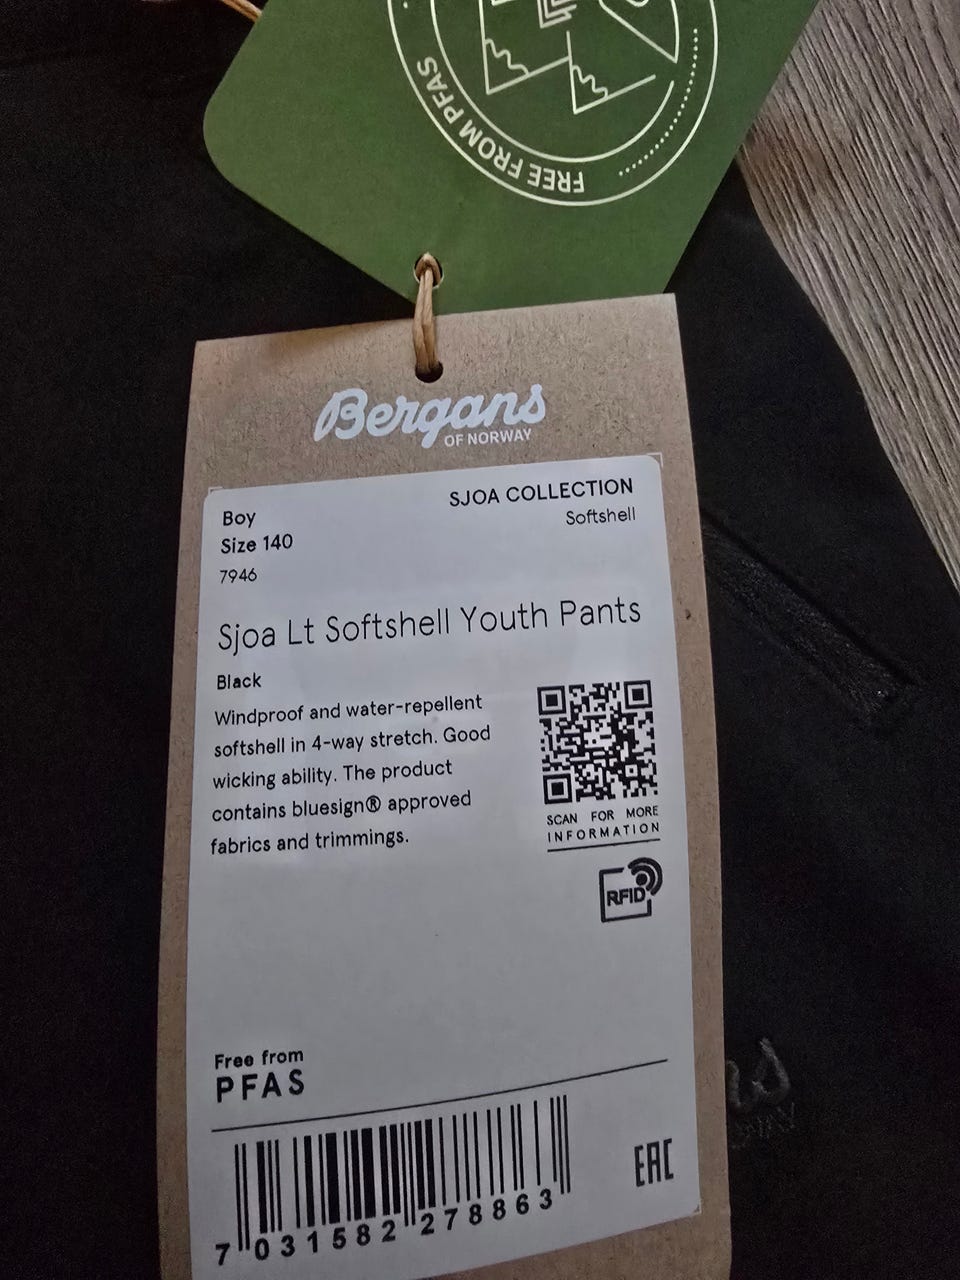 FREE FROM PFAS
Bergans
OF NORWAY
Boy
Size 140
7946
SJOA COLLECTION
Softshell
Sjoa Lt Softshell Youth Pants
Black
Windproof and water-repellent
softshell in 4-way stretch. Good
wicking ability. The product
contains bluesign® approved
fabrics and trimmings.
SCAN FOR MORE
INFORMATION
RFID
Free from
PFAS
7 031582 278863
EAC